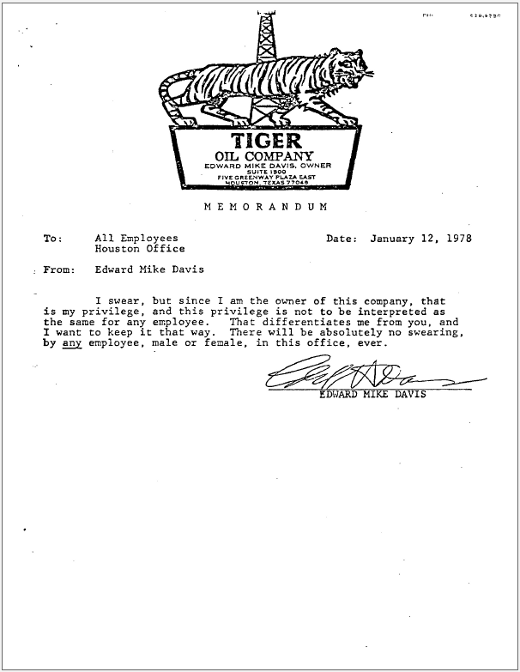 TIGER
OIL COMPANY
EDWARD MIKE DAVIS, OWNER
SUITE 1900
FIVE GREENWAY PLAZA EAST
HOUSTON, TEXAS 77046
MEMORANDUM
To: All Employees Date: January 12, 1978
Houston Office
From: Edward Mike Davis
I swear, but since I am the owner of this company, that
is my privilege, and this privilege is not to be interpreted as
the same for any employee. That differentiates me from you, and
I want to keep it that way. There will be absolutely no swearing,
by any employee, male or female, in this office, ever.
EDWARD MIKE DAVIS